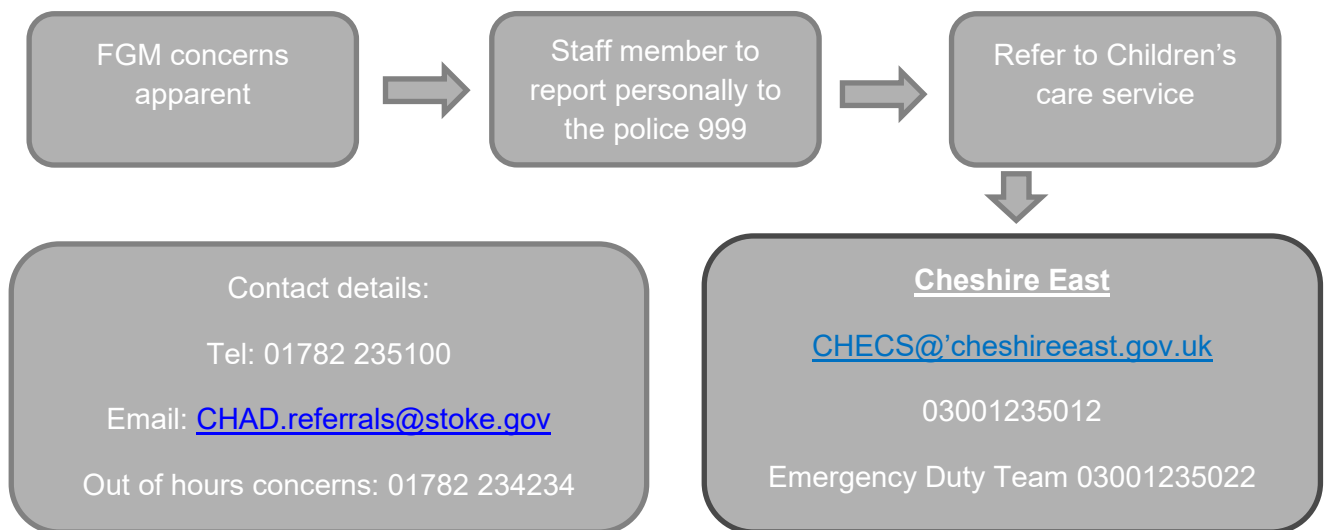 FGM concerns
apparent
Staff member to
report personally to
the police 999
Refer to Children’s
care service
Contact details:
Tel: 01782 235100
Email: CHAD.referrals@stoke.gov
Out of hours concerns: 01782 234234
Cheshire East
CHECS@’cheshireeast.gov.uk
03001235012
Emergency Duty Team 03001235022